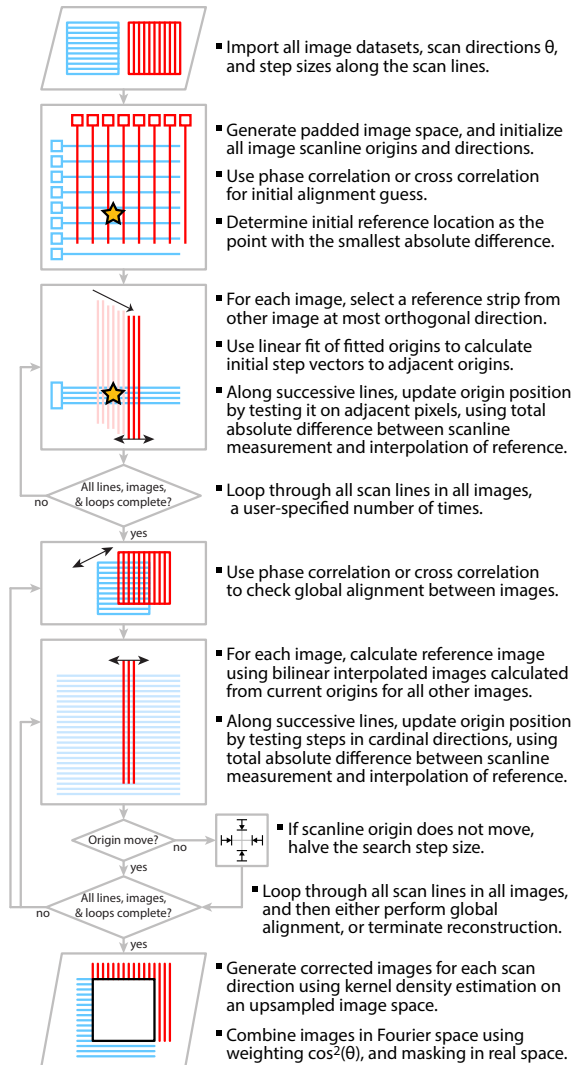 ▪ Import all image datasets, scan directions θ,
and step sizes along the scan lines.
▪ Generate padded image space, and initialize
all image scanline origins and directions.
▪ Use phase correlation or cross correlation
for initial alignment guess.
▪ Determine initial reference location as the
point with the smallest absolute difference.
▪ For each image, select a reference strip from
other image at most orthogonal direction.
▪ Use linear fit of fitted origins to calculate
initial step vectors to adjacent origins.
▪ Along successive lines, update origin position
by testing it on adjacent pixels, using total
absolute difference between scanline
measurement and interpolation of reference.
All lines, images,
& loops complete?
no
yes
▪ Loop through all scan lines in all images,
a user-specified number of times.
▪ Use phase correlation or cross correlation
to check global alignment between images.
▪ For each image, calculate reference image
using bilinear interpolated images calculated
from current origins for all other images.
▪ Along successive lines, update origin position
by testing steps in cardinal directions, using
total absolute difference between scanline
measurement and interpolation of reference.
Origin move?
no
yes
▪ If scanline origin does not move,
halve the search step size.
All lines, images,
& loops complete?
no
yes
▪ Loop through all scan lines in all images,
and then either perform global
alignment, or terminate reconstruction.
▪ Generate corrected images for each scan
direction using kernel density estimation on
an upsampled image space.
▪ Combine images in Fourier space using
weighting cos²(θ), and masking in real space.